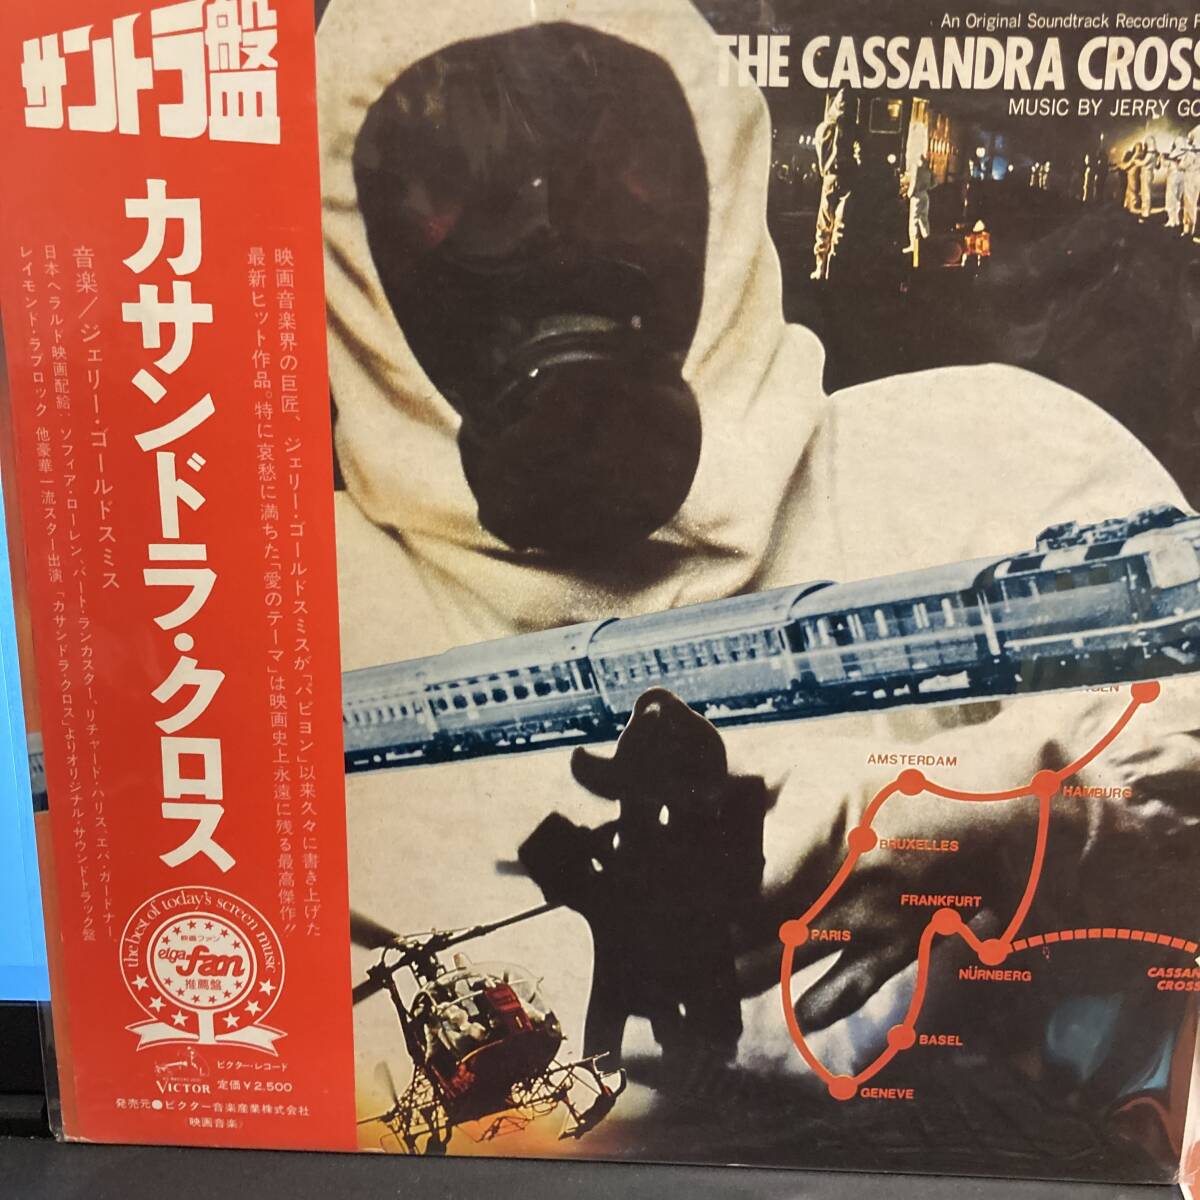 サントラ盤
カサンドラ・クロス
映画音楽界の巨匠、ジェリー・ゴールドスミスが「パピヨン」以来久々に書き上げた
最新ヒット作品。特に哀愁に満ちた「愛のテーマ」は映画史上永遠に残る最高傑作!!
音楽/ジェリー・ゴールドスミス
日本ヘラルド映画配給:ソフィア・ローレン、バート・ランカスター、リチャード・ハリス、エバ・ガードナー、
レイモンド・ラブロック 他豪華一流スター出演「カサンドラ・クロス」よりオリジナル・サウンドトラック盤
the best of today's screen music
映画ファン
eiga fan
推薦盤
VICTOR
ビクター・レコード
定価¥2,500
発売元●ビクター音楽産業株式会社
映画音楽
An Original Soundtrack Recording
THE CASSANDRA CROSS
MUSIC BY JERRY GO
AMSTERDAM
HAMBURG
BRUXELLES
FRANKFURT
PARIS
NÜRNBERG
CASSAN
CROSS
BASEL
GENEVE